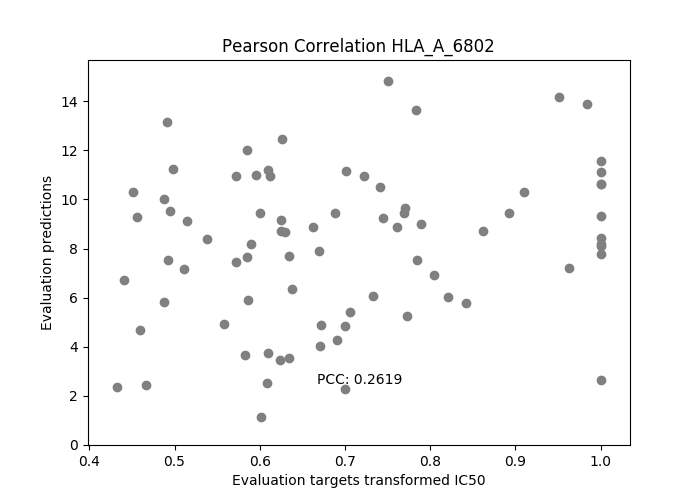 Pearson Correlation HLA_A_6802
Evaluation predictions
14
12
10
8
6
4
2
0
PCC: 0.2619
0.4 0.5 0.6 0.7 0.8 0.9 1.0
Evaluation targets transformed IC50